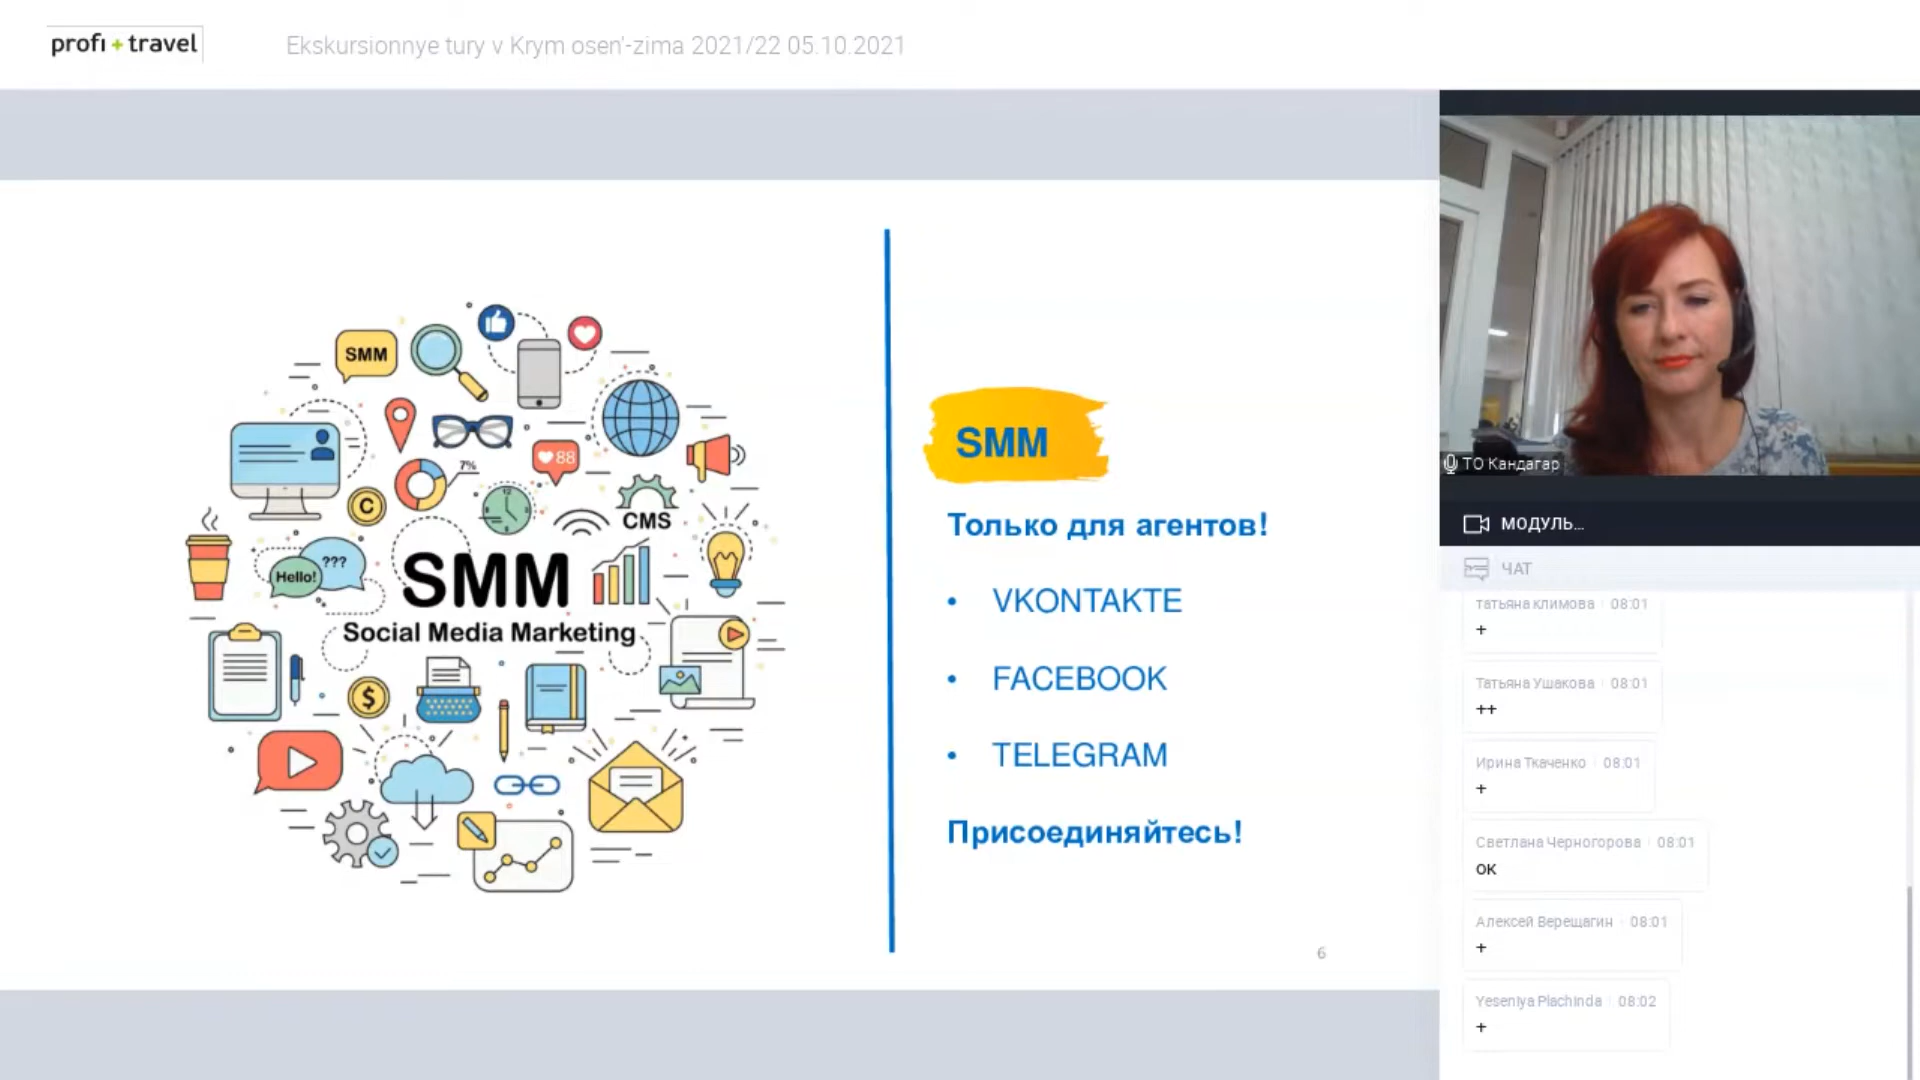 profi + travel
Ekskursionnye tury v Krym osen'-zima 2021/22 05.10.2021
SMM
88
7%
12
C
CMS
???
Hello!
SMM
Social Media Marketing
$
SMM
Только для агентов!
• VKONTAKTE
• FACEBOOK
• TELEGRAM
Присоединяйтесь!
6
ТО Кандагар
МОДУЛЬ...
ЧАТ
татьяна климова 08:01
+
Татьяна Ушакова 08:01
++
Ирина Ткаченко 08:01
+
Светлана Черногорова 08:01
ок
Алексей Верещагин 08:01
+
Yeseniya Plachinda 08:02
+